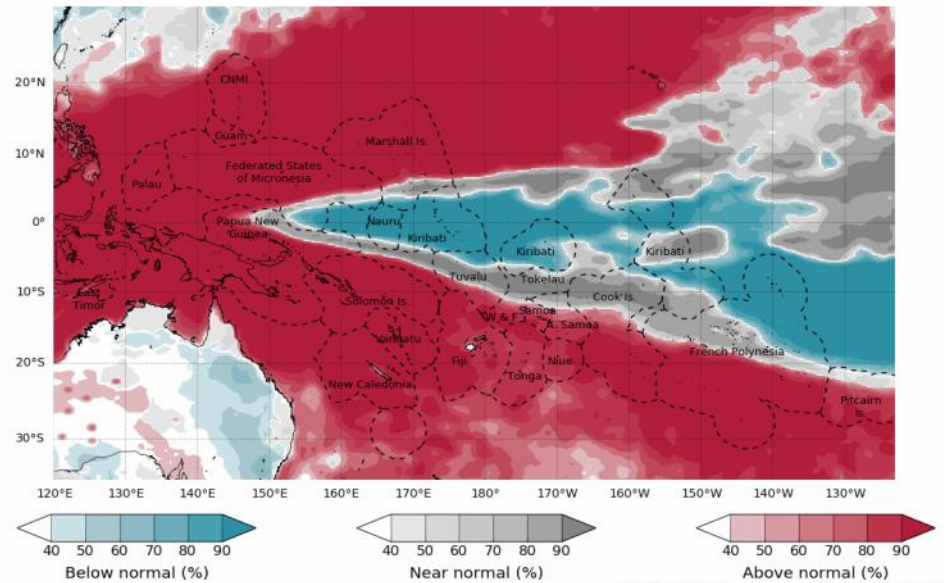 20°N
10°N
0°
10°S
20°S
30°S
CNMI
Guam
Marshall Is.
Federated States
of Micronesia
Palau
Papua New
Guinea
Nauru
Kiribati
Kiribati
Kiribati
Tuvalu
Tokelau
East
Timor
Solomon Is.
Cook Is.
W & F
Samoa
A. Samoa
Vanuatu
Fiji
Niue
French Polynesia
Tonga
New Caledonia
Pitcairn
Is.
120°E 130°E 140°E 150°E 160°E 170°E 180° 170°W 160°W 150°W 140°W 130°W
40 50 60 70 80 90
Below normal (%)
40 50 60 70 80 90
Near normal (%)
40 50 60 70 80 90
Above normal (%)